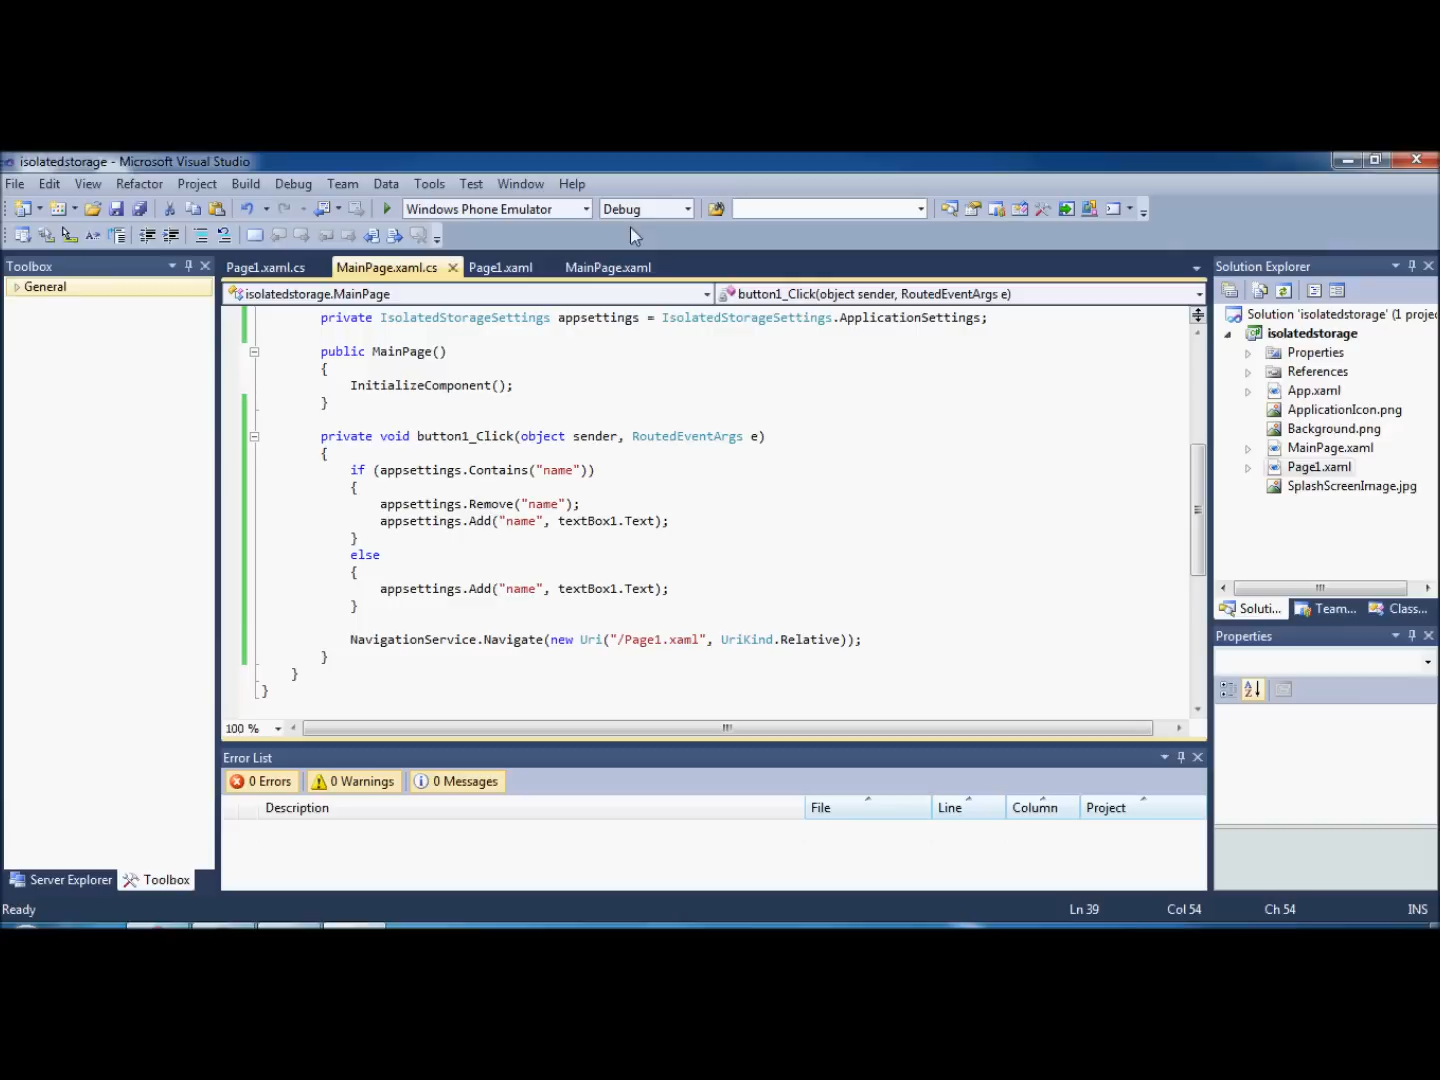 isolatedstorage - Microsoft Visual Studio
File Edit View Refactor Project Build Debug Team Data Tools Test Window Help
Windows Phone Emulator Debug
Toolbox
General
Page1.xaml.cs MainPage.xaml.cs Page1.xaml MainPage.xaml
isolatedstorage.MainPage button1_Click(object sender, RoutedEventArgs e)
private IsolatedStorageSettings appsettings = IsolatedStorageSettings.ApplicationSettings;
public MainPage()
{
InitializeComponent();
}
private void button1_Click(object sender, RoutedEventArgs e)
{
if (appsettings.Contains("name"))
{
appsettings.Remove("name");
appsettings.Add("name", textBox1.Text);
}
else
{
appsettings.Add("name", textBox1.Text);
}
NavigationService.Navigate(new Uri("/Page1.xaml", UriKind.Relative));
}
}
}
100 %
Error List
0 Errors 0 Warnings 0 Messages
Description File Line Column Project
Solution Explorer
Solution 'isolatedstorage' (1 projec
isolatedstorage
Properties
References
App.xaml
ApplicationIcon.png
Background.png
MainPage.xaml
Page1.xaml
SplashScreenImage.jpg
Soluti... Team... Class...
Properties
Server Explorer Toolbox
Ready Ln 39 Col 54 Ch 54 INS